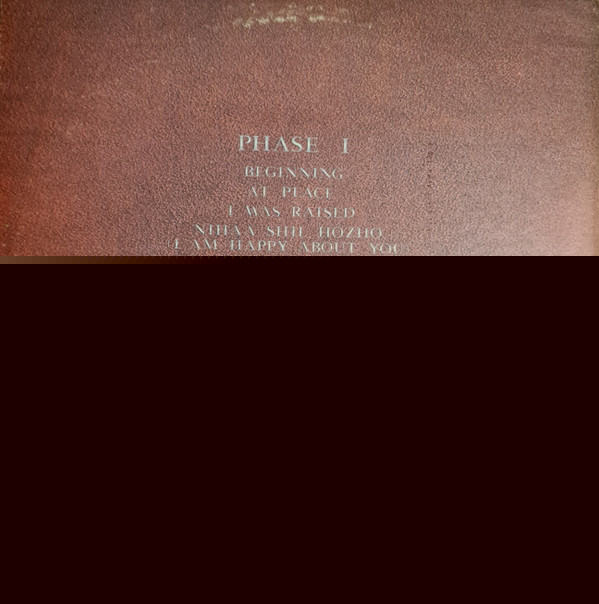 PHASE I
BEGINNING
AT PEACE
I WAS RAISED
NIHAA SHIL HOZHO
I AM HAPPY ABOUT YOU